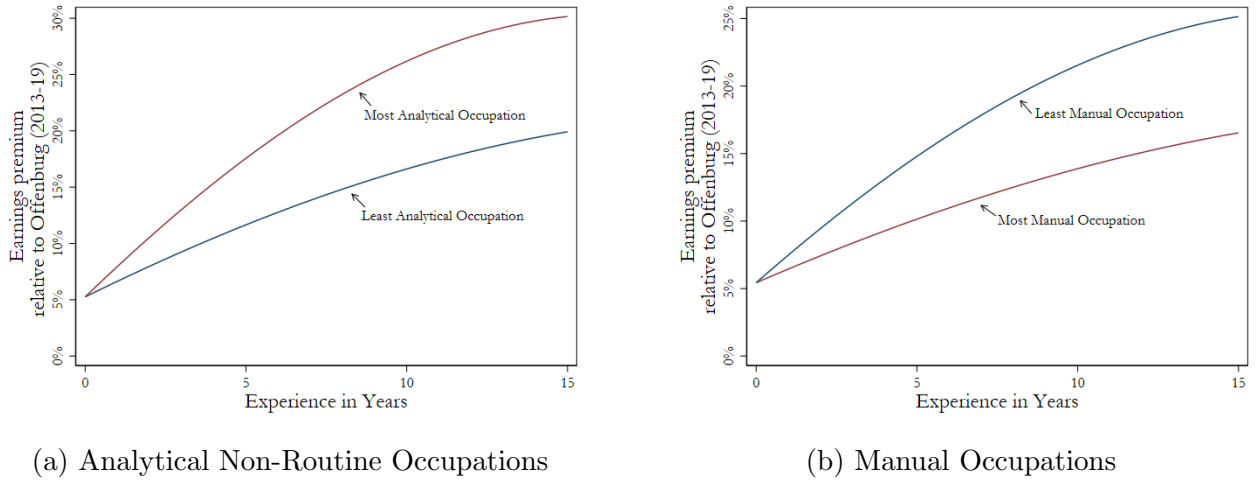 30%
25%
20%
15%
10%
5%
0%
Earnings premium
relative to Offenburg (2013-19)
Most Analytical Occupation
Least Analytical Occupation
0 5 10 15
Experience in Years
(a) Analytical Non-Routine Occupations
25%
20%
15%
10%
5%
0%
Earnings premium
relative to Offenburg (2013-19)
Least Manual Occupation
Most Manual Occupation
0 5 10 15
Experience in Years
(b) Manual Occupations